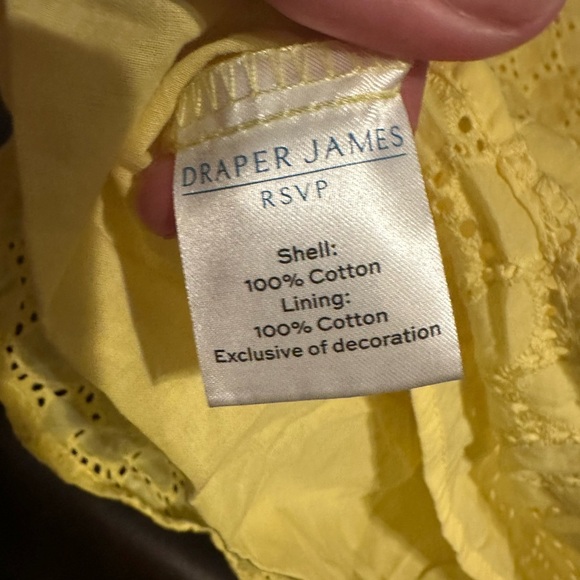 DRAPER JAMES
RSVP
Shell:
100% Cotton
Lining:
100% Cotton
Exclusive of decoration